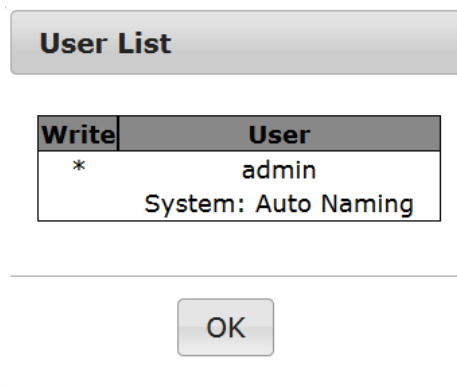 User List
Write User
* admin
System: Auto Naming
OK